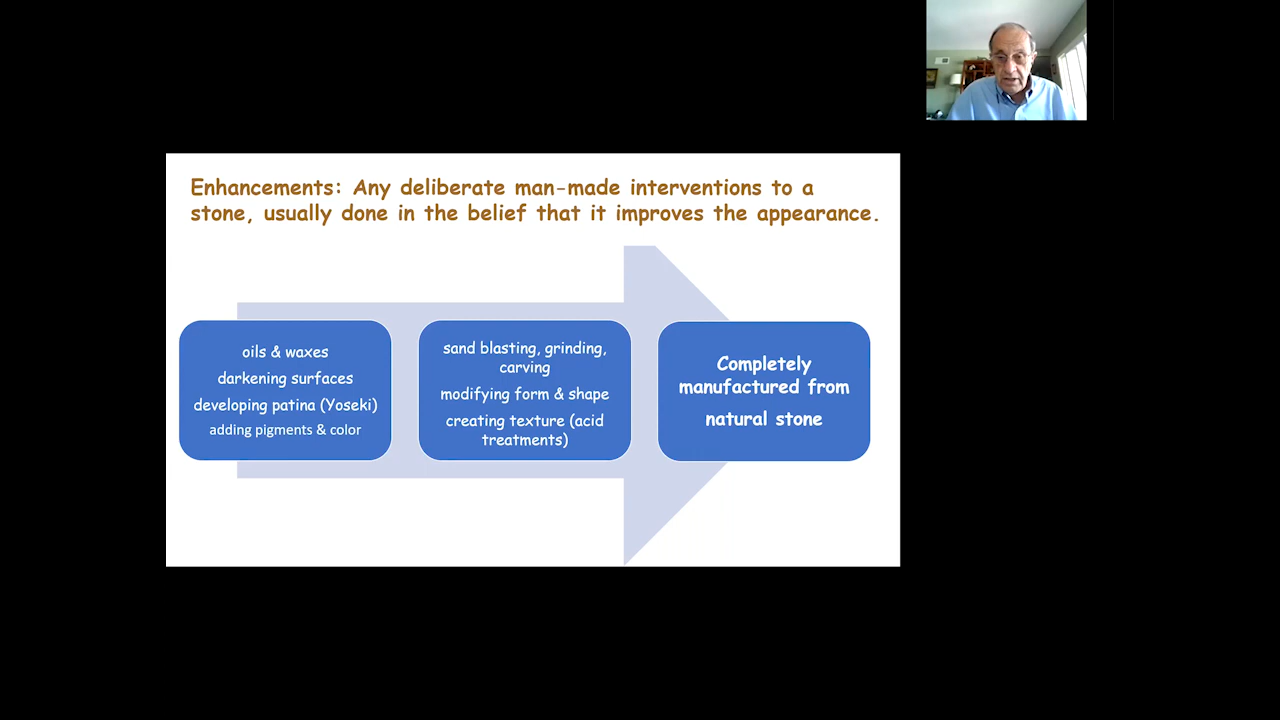 Enhancements: Any deliberate man-made interventions to a
stone, usually done in the belief that it improves the appearance.
oils & waxes
darkening surfaces
developing patina (Yoseki)
adding pigments & color
sand blasting, grinding,
carving
modifying form & shape
creating texture (acid
treatments)
Completely
manufactured from
natural stone